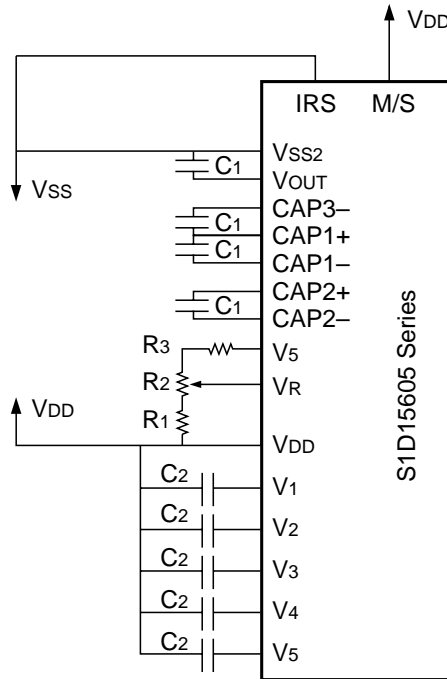 VDD
IRS M/S
VSS2
C1
VOUT
VSS
CAP3–
C1
CAP1+
C1
CAP1–
CAP2+
C1
CAP2–
R3
V5
R2
VR
VDD
R1
VDD
C2
V1
C2
V2
C2
V3
C2
V4
C2
V5
S1D15605 Series